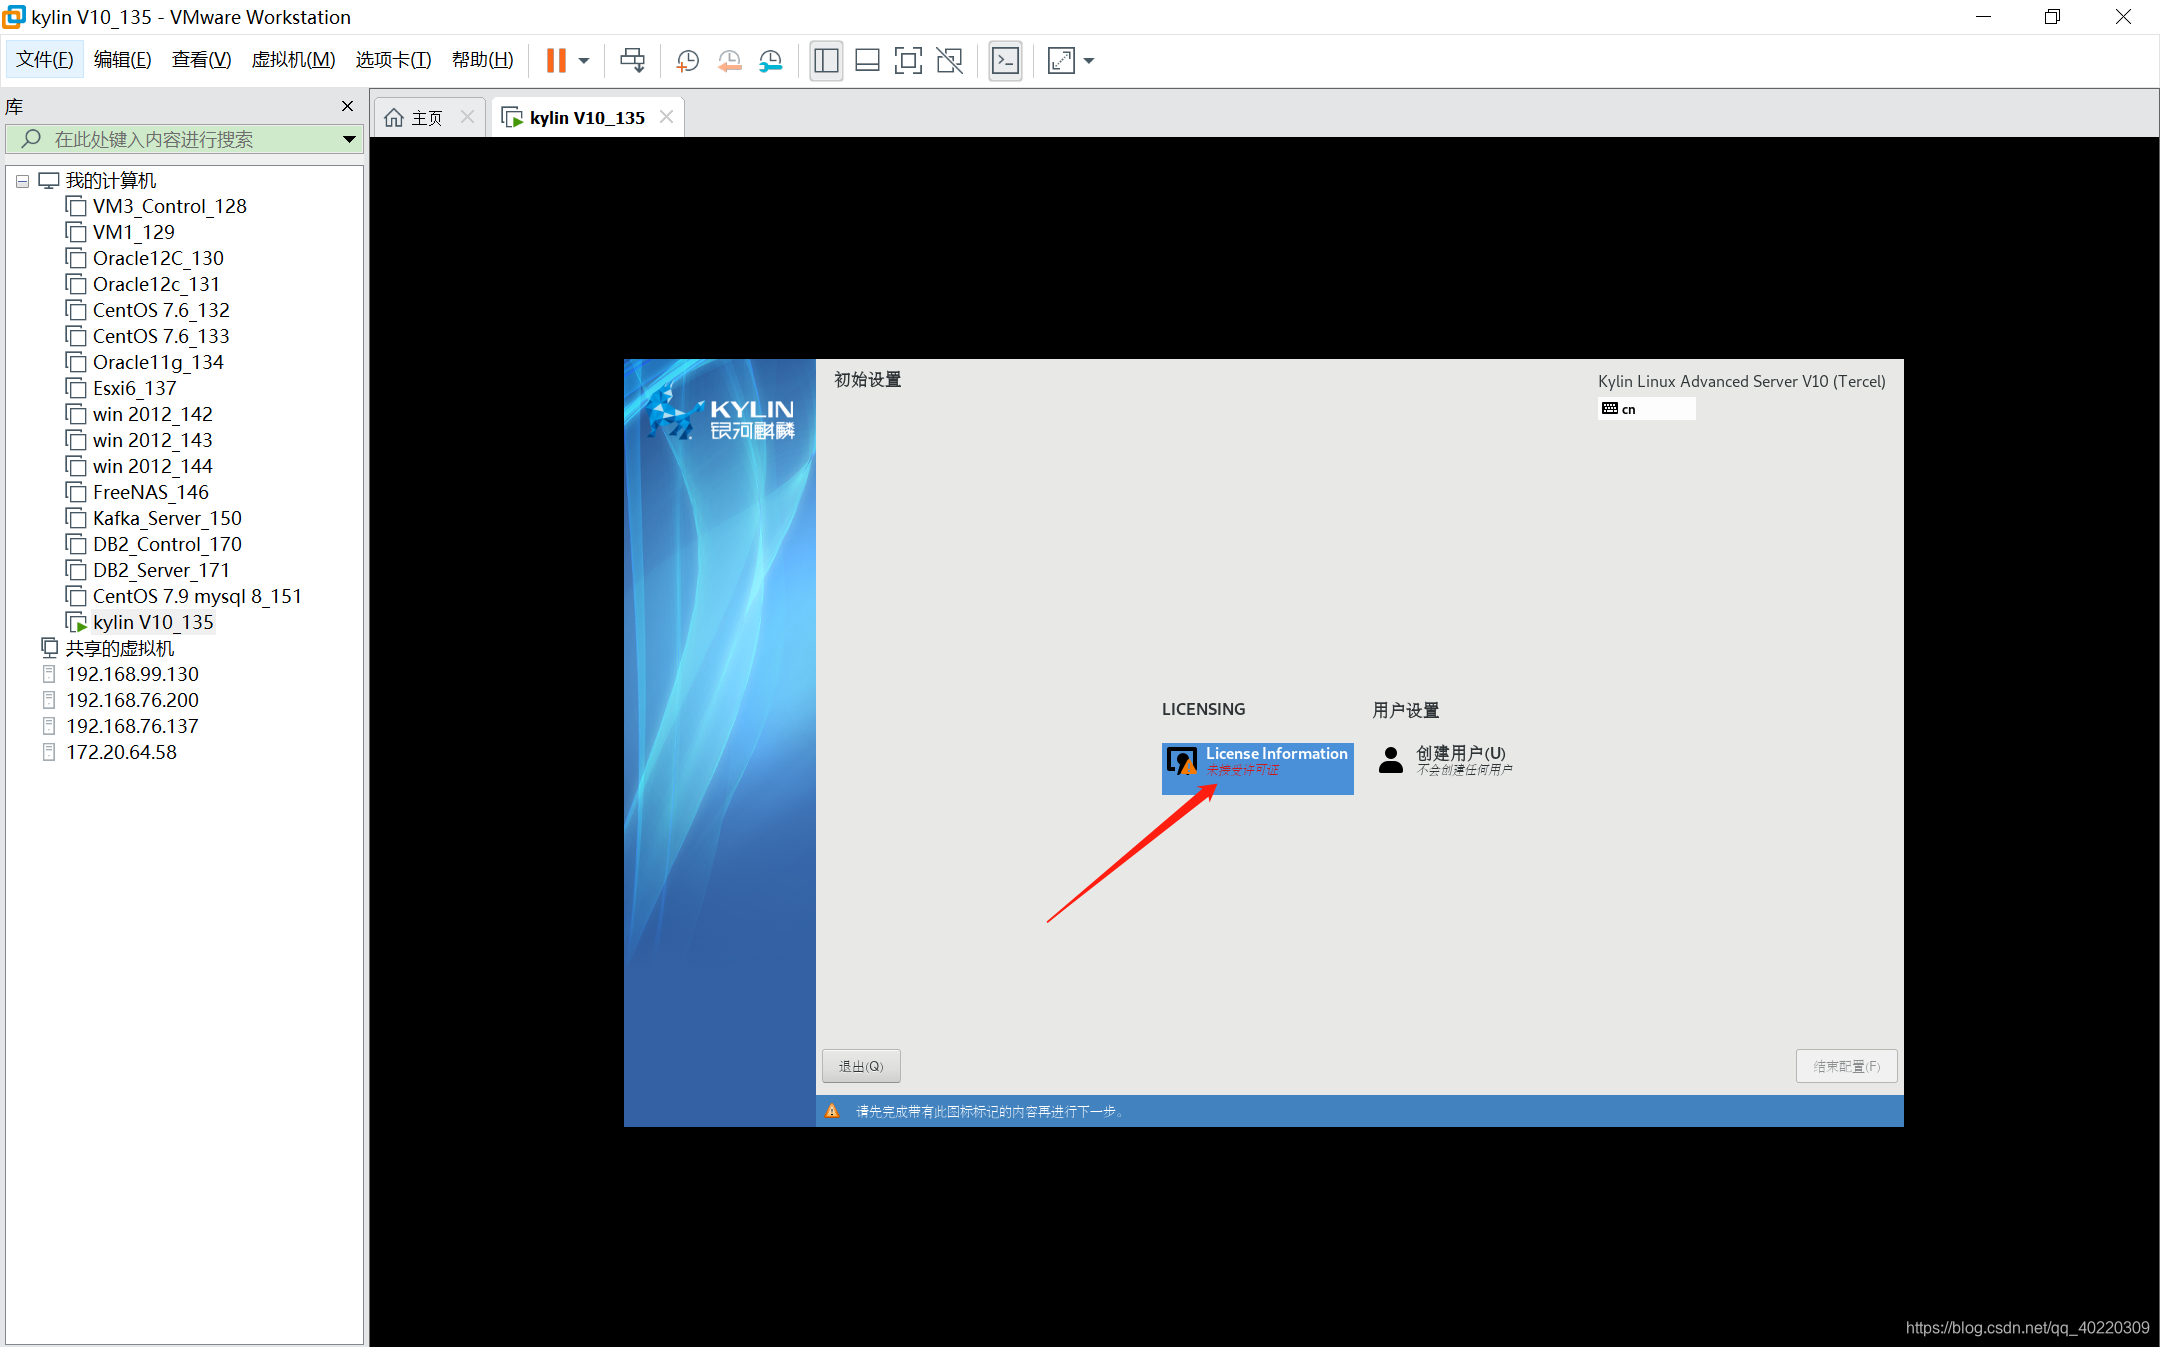 kylin V10_135 - VMware Workstation
文件(F) 编辑(E) 查看(V) 虚拟机(M) 选项卡(T) 帮助(H)
库
在此处键入内容进行搜索
我的计算机
VM3_Control_128
VM1_129
Oracle12C_130
Oracle12c_131
CentOS 7.6_132
CentOS 7.6_133
Oracle11g_134
Esxi6_137
win 2012_142
win 2012_143
win 2012_144
FreeNAS_146
Kafka_Server_150
DB2_Control_170
DB2_Server_171
CentOS 7.9 mysql 8_151
kylin V10_135
共享的虚拟机
192.168.99.130
192.168.76.200
192.168.76.137
172.20.64.58
主页
kylin V10_135
KYLIN
银河麒麟
初始设置
Kylin Linux Advanced Server V10 (Tercel)
cn
LICENSING
License Information
未接受许可证
用户设置
创建用户(U)
不会创建任何用户
退出(Q)
结束配置(F)
请先完成带有此图标标记的内容再进行下一步。
https://blog.csdn.net/qq_40220309